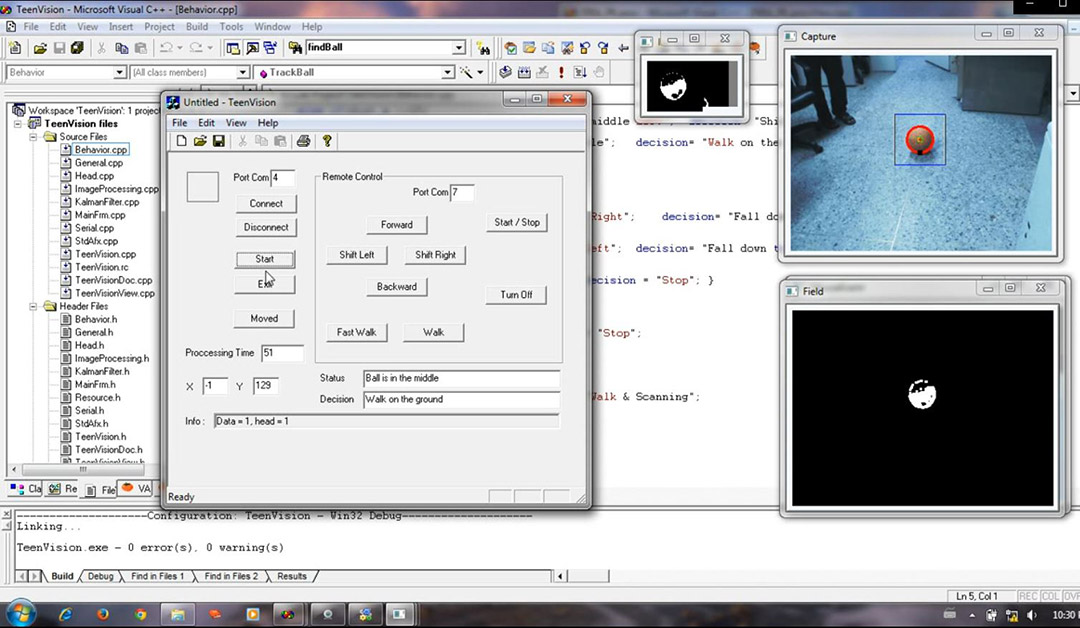 TeenVision - Microsoft Visual C++ - [Behavior.cpp]
File Edit View Insert Project Build Tools Window Help
findBall
Behavior (All class members) TrackBall
Workspace 'TeenVision': 1 projec
TeenVision files
Source Files
Behavior.cpp
General.cpp
Head.cpp
ImageProcessing.cpp
KalmanFilter.cpp
MainFrm.cpp
Serial.cpp
StdAfx.cpp
TeenVision.cpp
TeenVision.rc
TeenVisionDoc.cpp
TeenVisionView.cpp
Header Files
Behavior.h
General.h
Head.h
ImageProcessing.h
KalmanFilter.h
MainFrm.h
Resource.h
Serial.h
StdAfx.h
TeenVision.h
TeenVisionDoc.h
TeenVisionView.h
Cla Re File VA
Untitled - TeenVision
File Edit View Help
Port Com 4
Connect
Disconnect
Start
Exit
Moved
Proccessing Time 51
X -1 Y 129
Info : Data = 1, head = 1
Remote Control
Port Com 7
Forward
Start / Stop
Shift Left
Shift Right
Backward
Turn Off
Fast Walk
Walk
Status Ball is in the middle
Decision Walk on the ground
Ready
decision= "Walk on the
Right"; decision= "Fall do
decision= "Fall down t
decision = "Stop"; }
"Stop";
Walk & Scanning";
Capture
Field
--------------------Configuration: TeenVision - Win32 Debug--------------------
Linking...
TeenVision.exe - 0 error(s), 0 warning(s)
Build Debug Find in Files 1 Find in Files 2 Results
Ln 5, Col 1 REC COL OVR
10:30